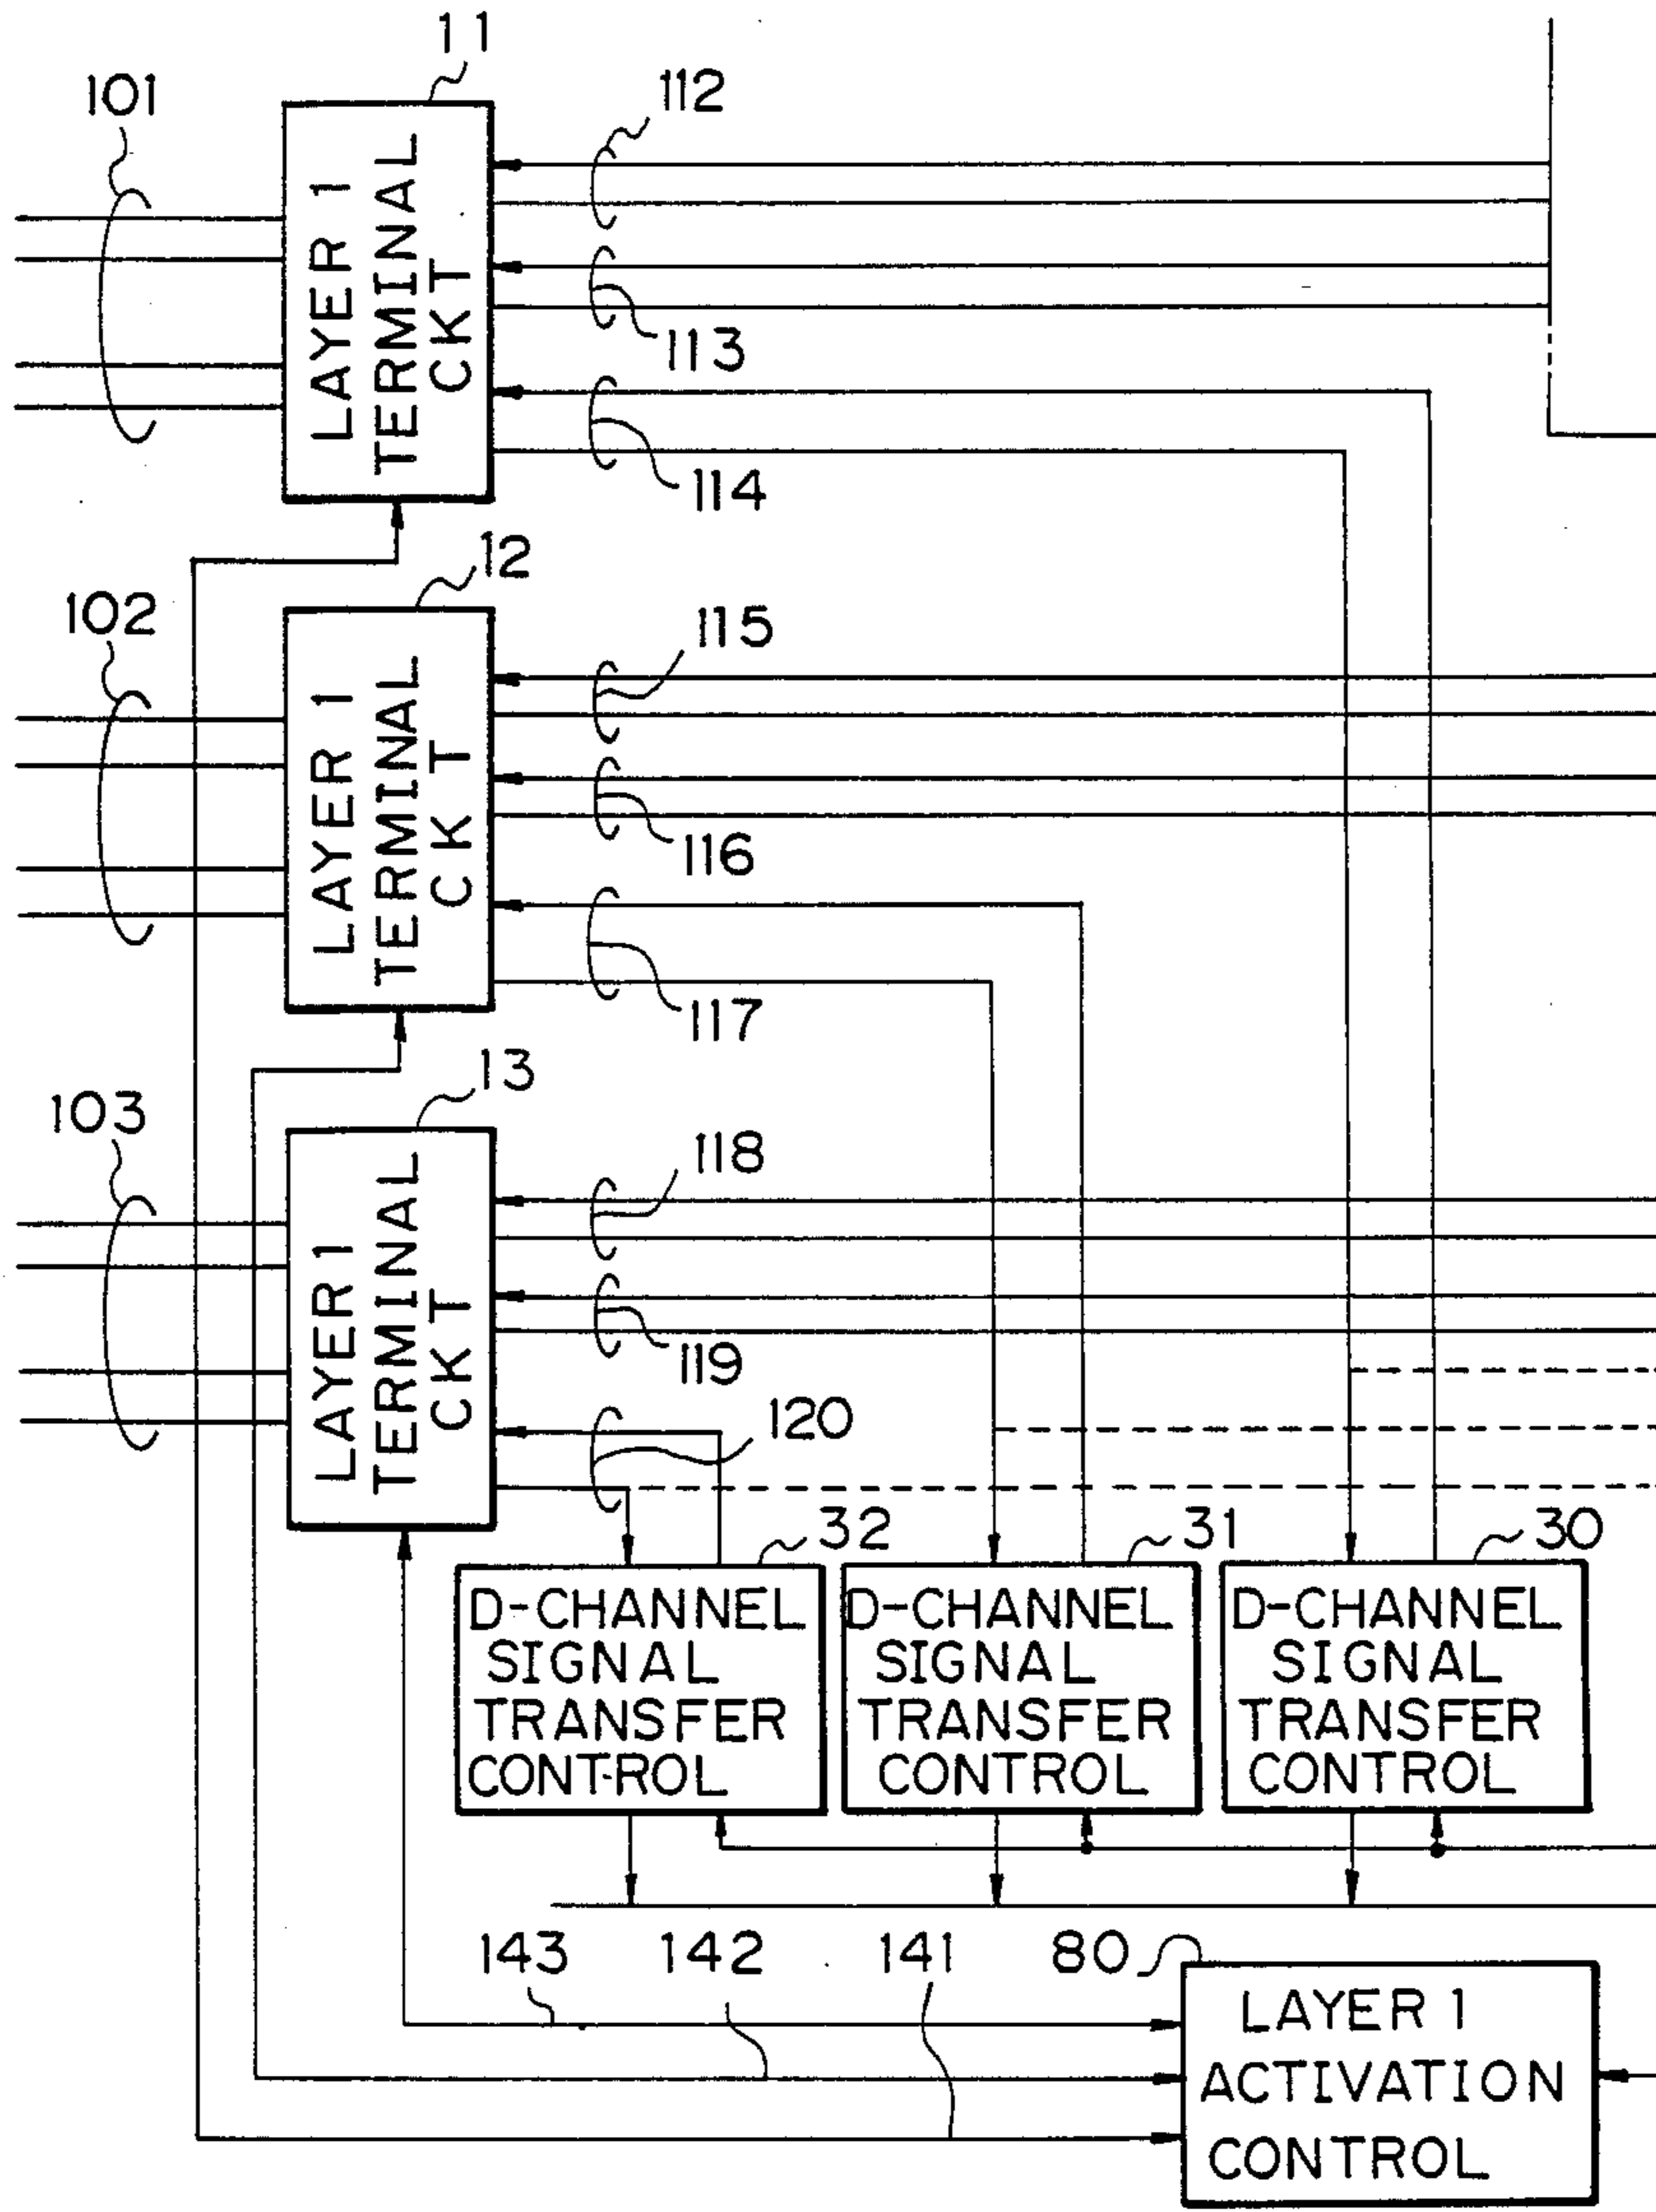 11
101
112
LAYER 1
TERMINAL
CKT
113
114
12
102
115
LAYER 1
TERMINAL
CKT
116
117
13
103
118
LAYER 1
TERMINAL
CKT
119
120
32
31
30
D-CHANNEL
SIGNAL
TRANSFER
CONTROL
D-CHANNEL
SIGNAL
TRANSFER
CONTROL
D-CHANNEL
SIGNAL
TRANSFER
CONTROL
143
142
141
80
LAYER 1
ACTIVATION
CONTROL